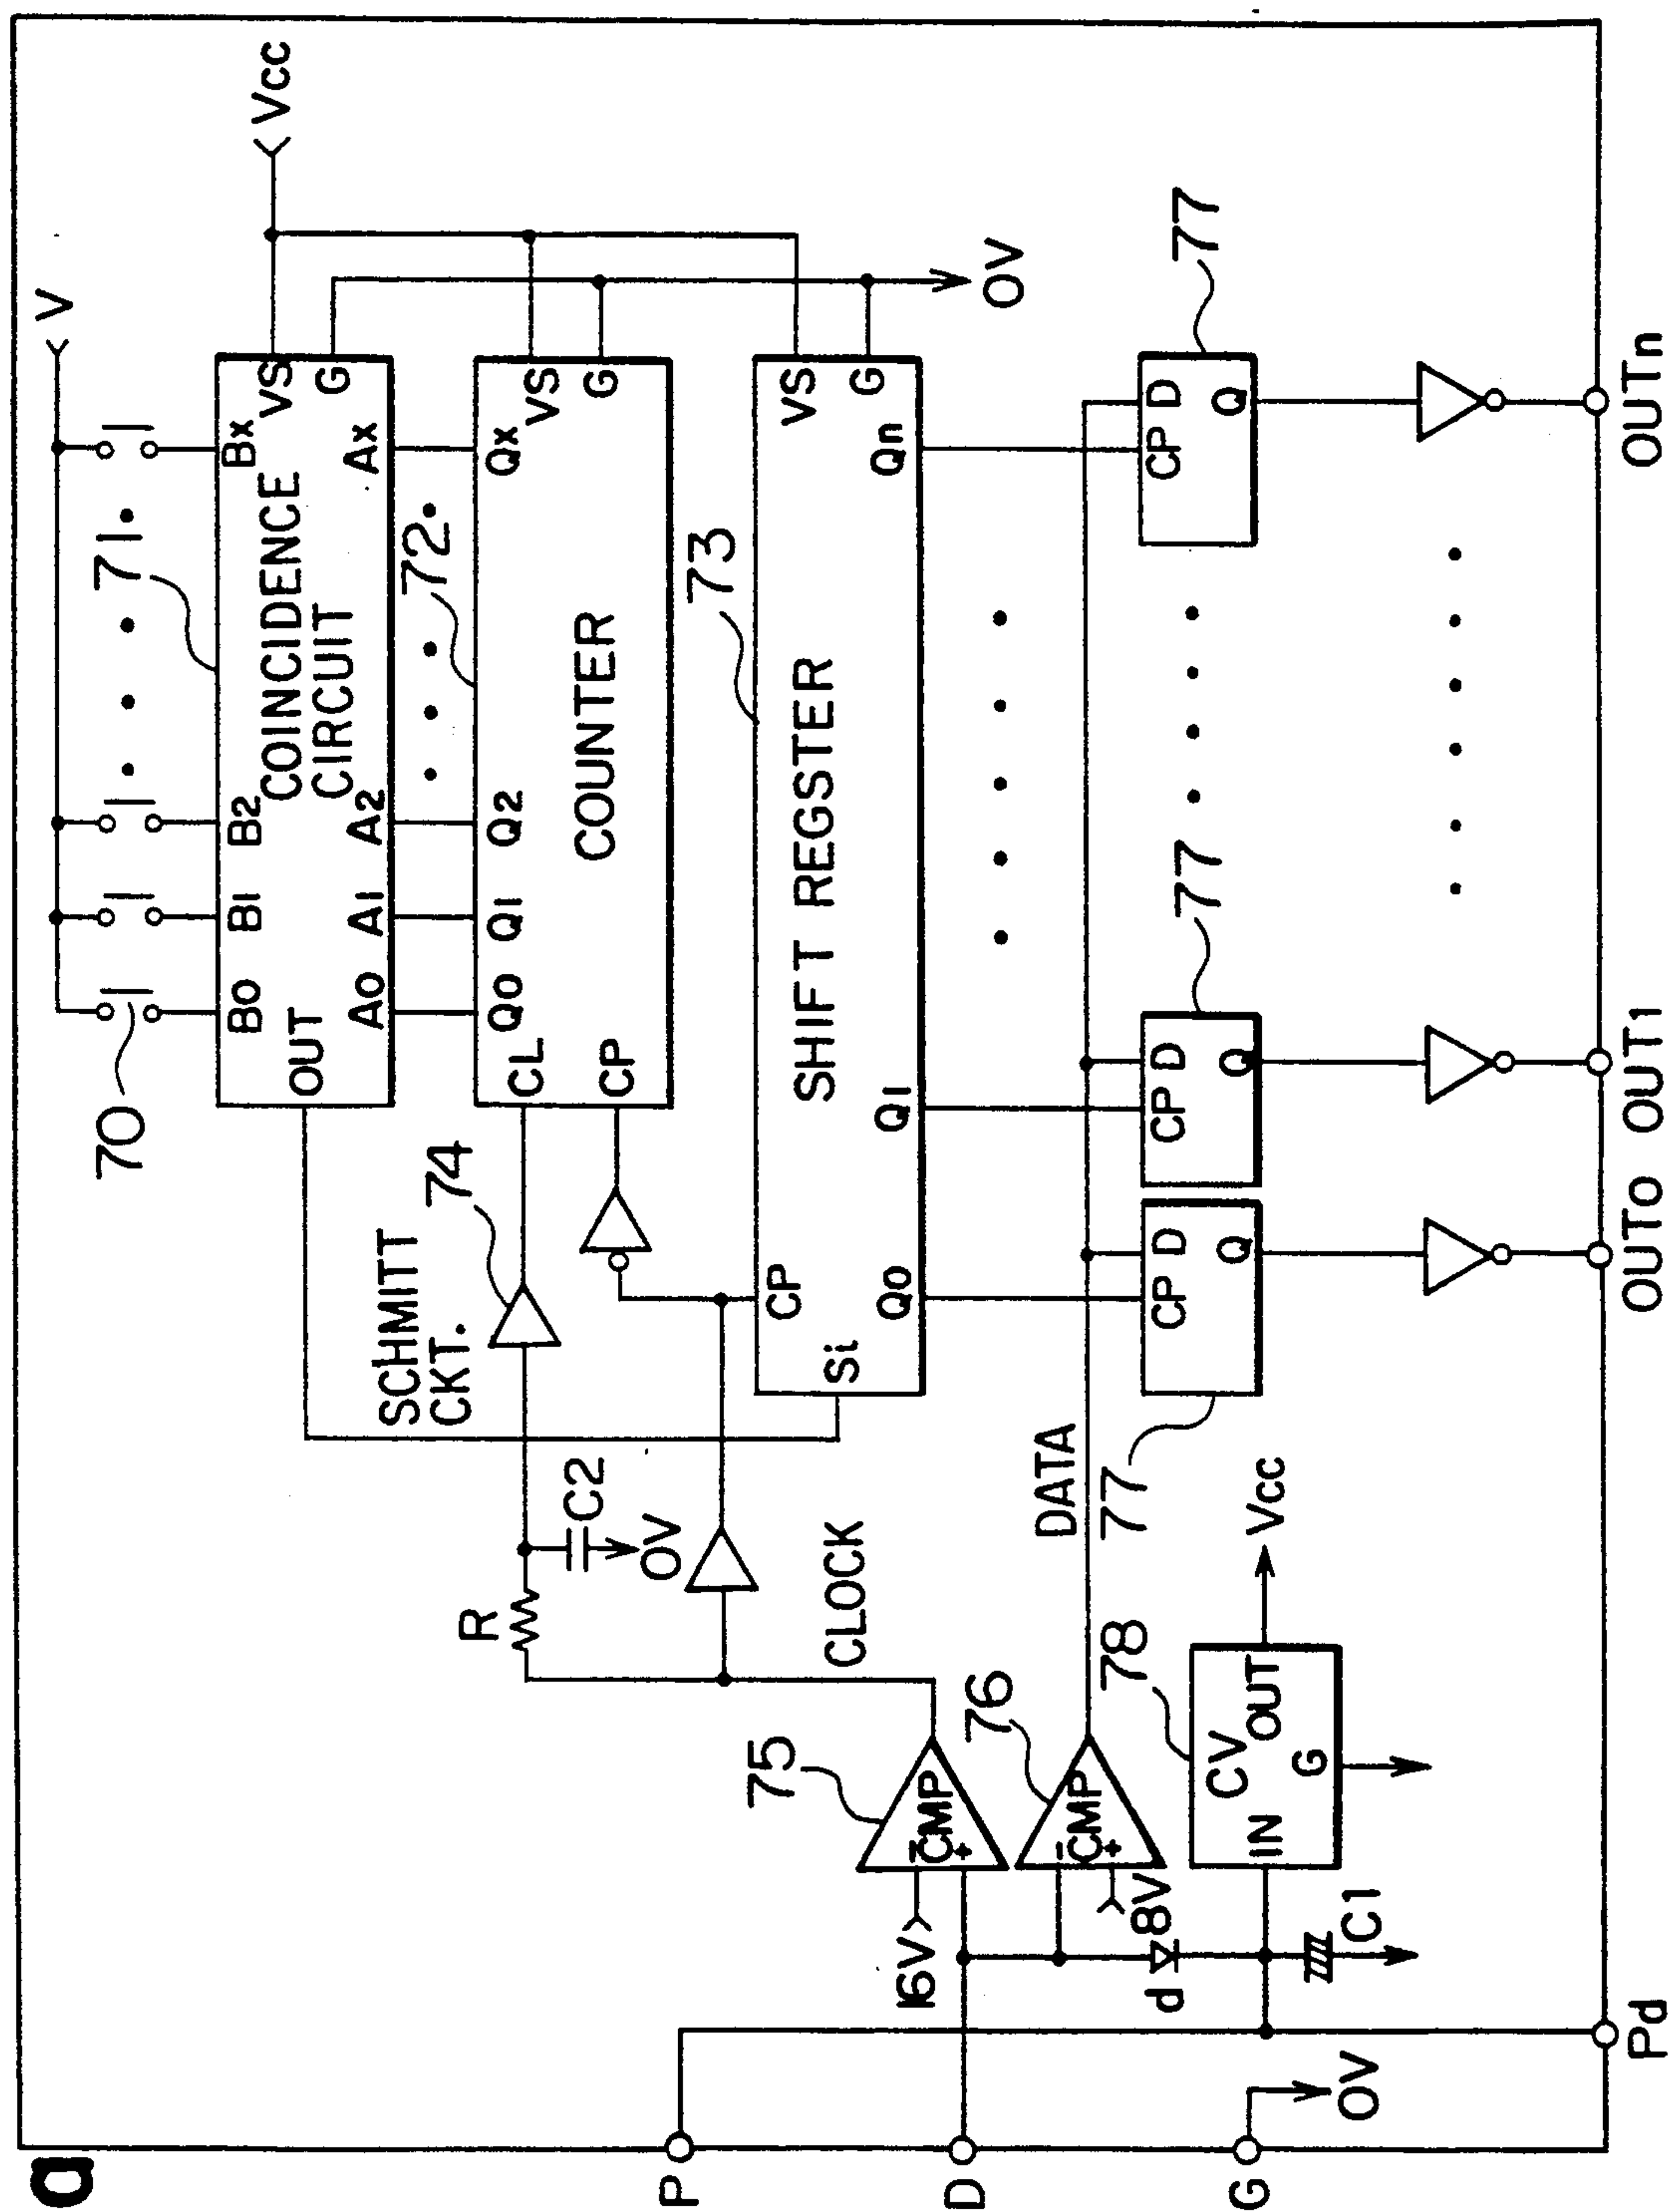 a
V
Vcc
70
71
B0 B1 B2 Bx
VS
G
OUT
COINCIDENCE
CIRCUIT
A0 A1 A2 Ax
72
SCHMITT
CKT.
74
Q0 Q1 Q2 Qx
VS
G
CL
CP
COUNTER
0V
R
C2
0V
73
CP
Si
SHIFT REGSTER
VS
G
Q0 Q1 Qn
CLOCK
P
75
16V
- CMP +
D
76
- CMP +
8V
DATA
d
77
CP D
Q
77
CP D
Q
77
CP D
Q
78
CV
IN
OUT
G
Vcc
C1
G
0V
Pd
OUT0
OUT1
OUTn